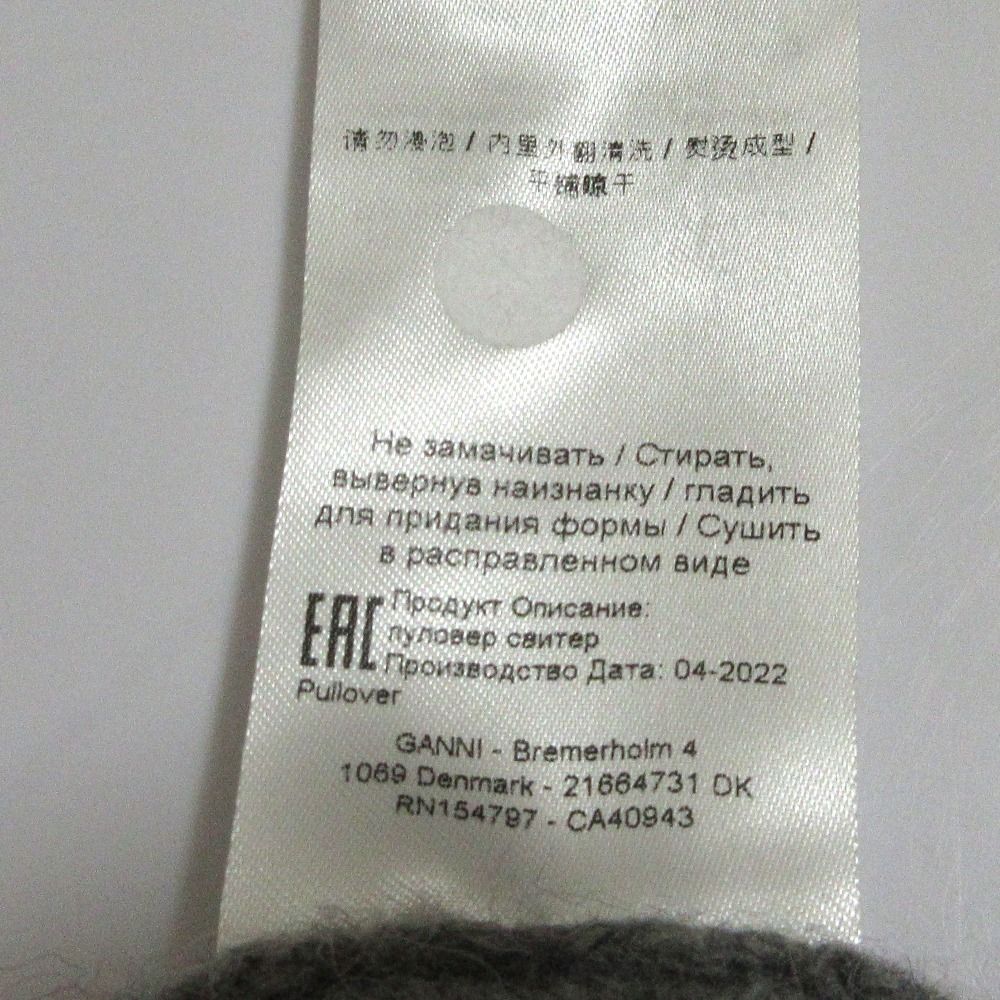 请勿浸泡 / 内里外翻清洗 / 熨烫成型 /
平铺晾干
Не замачивать / Стирать,
вывернув наизнанку / гладить
для придания формы / Сушить
в расправленном виде
EAC Продукт Описание:
пуловер свитер
Производство Дата: 04-2022
Pullover
GANNI - Bremerholm 4
1069 Denmark - 21664731 DK
RN154797 - CA40943